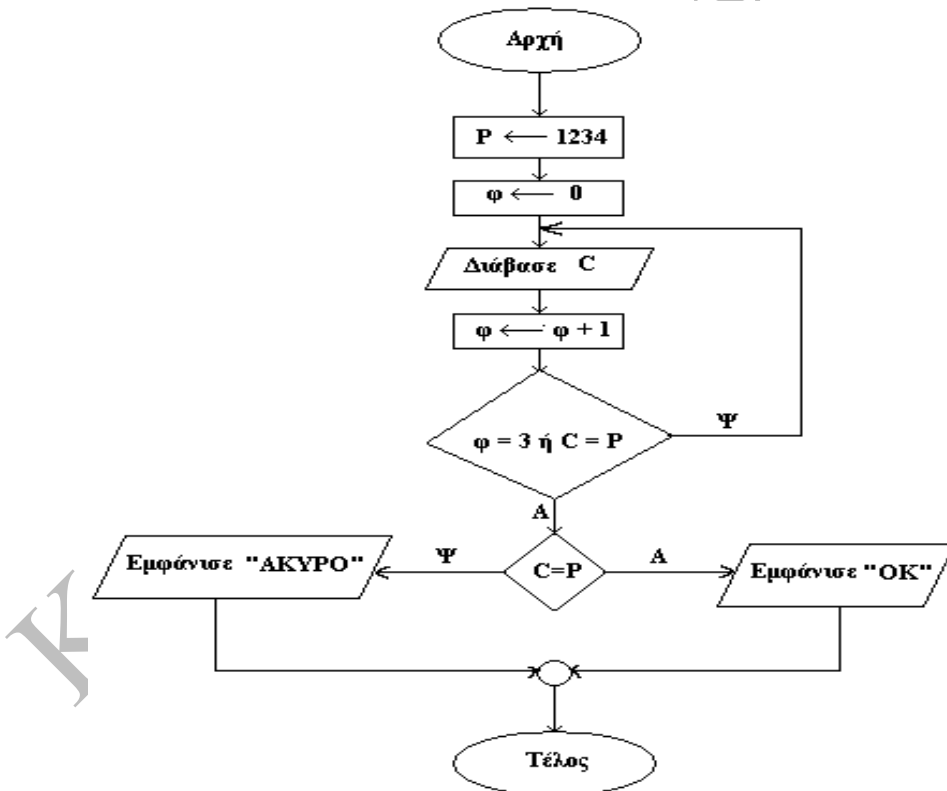 Αρχή
P ← 1234
φ ← 0
Διάβασε C
φ ← φ + 1
φ = 3 ή C = P
Ψ
Α
C=P
Ψ
Α
Εμφάνισε "ΑΚΥΡΟ"
Εμφάνισε "ΟΚ"
Τέλος